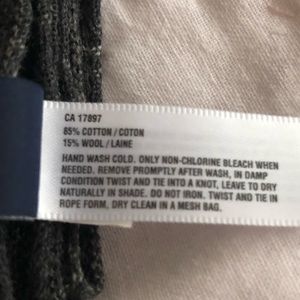 CA 17897
85% COTTON / COTON
15% WOOL / LAINE
HAND WASH COLD. ONLY NON-CHLORINE BLEACH WHEN
NEEDED. REMOVE PROMPTLY AFTER WASH, IN DAMP
CONDITION TWIST AND TIE INTO A KNOT, LEAVE TO DRY
NATURALLY IN SHADE. DO NOT IRON. TWIST AND TIE IN
ROPE FORM, DRY CLEAN IN A MESH BAG.